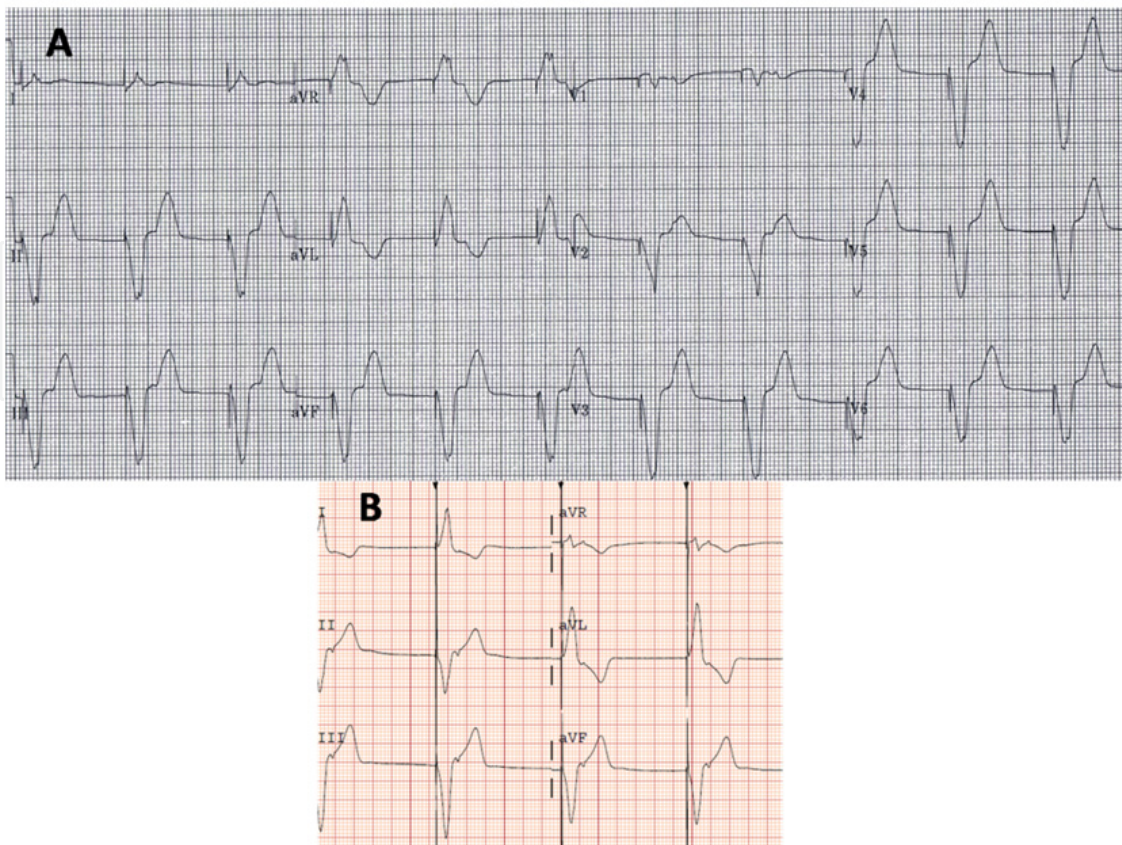 A
I aVR V1 V4
II aVL V2 V5
III aVF V3 V6
B
I aVR
II aVL
III aVF